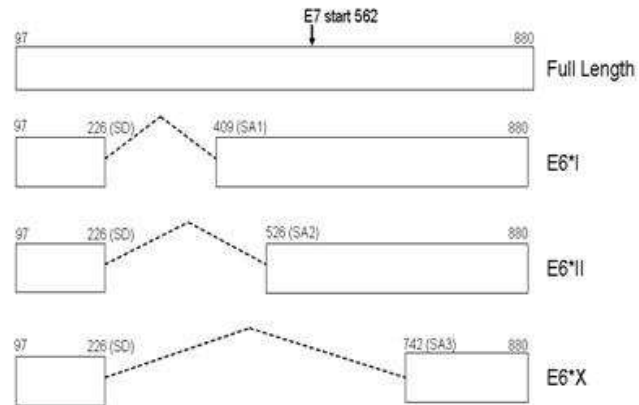 E7 start 562
97 880
Full Length
97 226 (SD) 409 (SA1) 880
E6*I
97 226 (SD) 526 (SA2) 880
E6*II
97 226 (SD) 742 (SA3) 880
E6*X